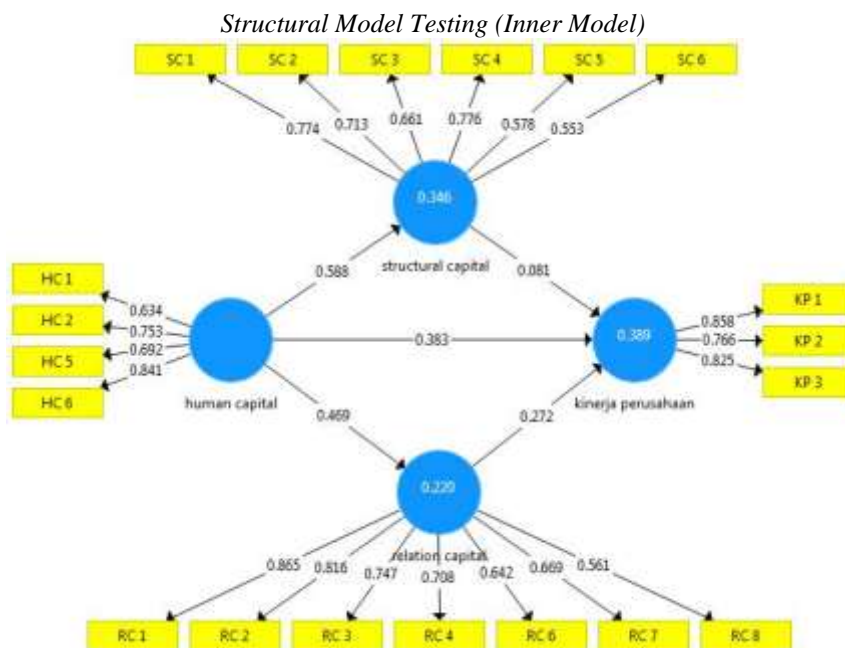 Structural Model Testing (Inner Model)
SC 1 SC 2 SC 3 SC 4 SC 5 SC 6
0.774 0.713 0.661 0.776 0.578 0.553
0.346
structural capital
0.588 0.081
HC 1
HC 2
HC 5
HC 6
0.634
0.753
0.692
0.841
human capital
0.383
0.389
kinerja perusahaan
0.858
0.766
0.825
KP 1
KP 2
KP 3
0.469 0.272
0.220
relation capital
0.865 0.816 0.747 0.708 0.642 0.669 0.561
RC 1 RC 2 RC 3 RC 4 RC 6 RC 7 RC 8